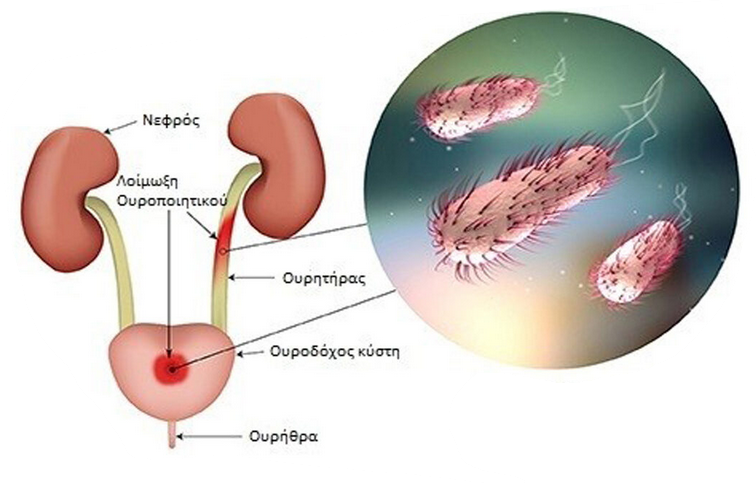 Νεφρός
Λοίμωξη
Ουροποιητικού
Ουρητήρας
Ουροδόχος κύστη
Ουρήθρα